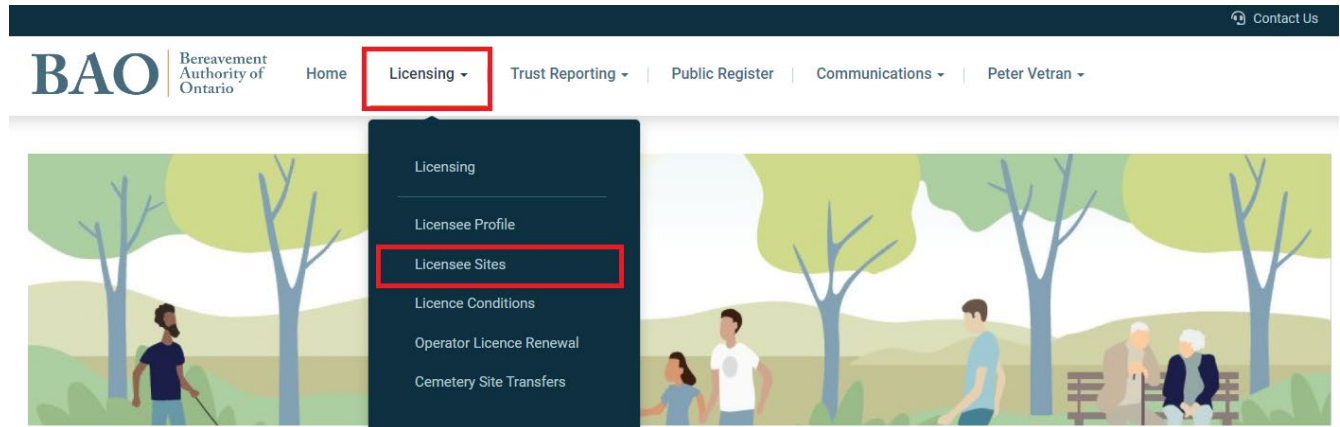 Contact Us
BAO
Bereavement
Authority of
Ontario
Home
Licensing
Trust Reporting
Public Register
Communications
Peter Vetran
Licensing
Licensee Profile
Licensee Sites
Licence Conditions
Operator Licence Renewal
Cemetery Site Transfers